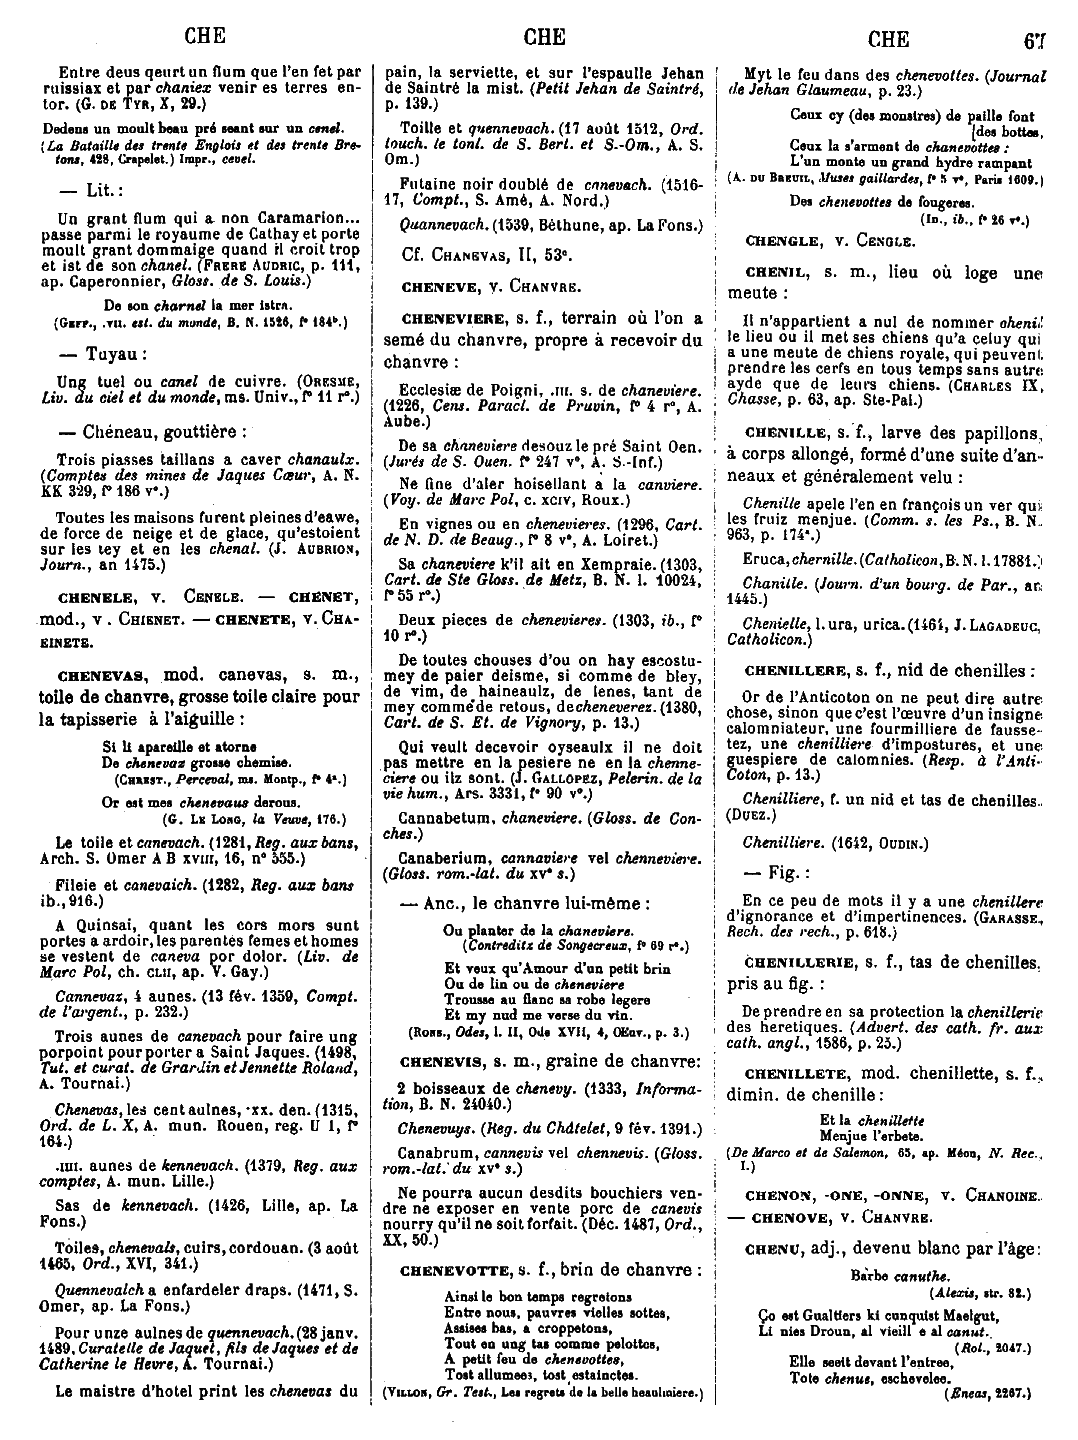 CHE
CHE
CHE
67
Entre deus qeurt un flum que l'en fet par
ruissiax et par chaniex venir es terres en-
tor. (G. DE TYR, X, 29.)
Dedens un moult beau pré seant sur un cenel.
(La Bataille des trente Englois et des trente Bre-
tons, 428, Crapelet.) Impr., cevel.
— Lit. :
Un grant flum qui a non Caramarion...
passe parmi le royaume de Cathay et porte
moult grant dommaige quand il croit trop
et ist de son chanel. (FRERE AUDRIC, p. 111,
ap. Caperonnier, Gloss. de S. Louis.)
De son charnel la mer istra.
(GEFF., .VII. est. du munde, B. N. 1526, f° 184b.)
— Tuyau :
Ung tuel ou canel de cuivre. (ORESME,
Liv. du ciel et du monde, ms. Univ., f° 11 r°.)
— Chéneau, gouttière :
Trois piasses taillans a caver chanaulx.
(Comptes des mines de Jaques Cœur, A. N.
KK 329, f° 186 v°.)
Toutes les maisons furent pleines d'eawe,
de force de neige et de glace, qu'estoient
sur les tey et en les chenal. (J. AUBRION,
Journ., an 1475.)
CHENELE, V. CENELE. — CHENET,
mod., v . CHIENET. — CHENETE, V. CHA-
EINETE.
CHENEVAS, mod. canevas, s. m.,
toile de chanvre, grosse toile claire pour
la tapisserie à l'aiguille :
Si li apareille et atorne
De chenevaz grosse chemise.
(CHREST., Perceval, ms. Montp., f° 4a.)
Or est mes chenevaus derous.
(G. LE LONG, la Veuve, 176.)
Le toile et canevach. (1281, Reg. aux bans,
Arch. S. Omer A B XVIII, 16, n° 555.)
Fileie et canevaich. (1282, Reg. aux bans
ib., 916.)
A Quinsai, quant les cors mors sunt
portes a ardoir, les parentés femes et homes
se vestent de caneva por dolor. (Liv. de
Marc Pol, ch. CLII, ap. V. Gay.)
Cannevaz, 4 aunes. (13 fév. 1359, Compt.
de l'argent., p. 232.)
Trois aunes de canevach pour faire ung
porpoint pour porter a Saint Jaques. (1498,
Tut. et curat. de Grardin et Jennette Roland,
A. Tournai.)
Chenevas, les cent aulnes, .xx. den. (1315,
Ord. de L. X, A. mun. Rouen, reg. U 1, f°
164.)
.IIII. aunes de kennevach. (1379, Reg. aux
comptes, A. mun. Lille.)
Sas de kennevach. (1426, Lille, ap. La
Fons.)
Toiles, chenevals, cuirs, cordouan. (3 août
1465, Ord., XVI, 341.)
Quennevalch a enfardeler draps. (1471, S.
Omer, ap. La Fons.)
Pour unze aulnes de quennevach. (28 janv.
1489, Curatelle de Jaquet, fils de Jaques et de
Catherine le Hevre, A. Tournai.)
Le maistre d'hotel print les chenevas du
pain, la serviette, et sur l'espaulle Jehan
de Saintré la mist. (Petit Jehan de Saintré,
p. 139.)
Toille et quennevach. (17 août 1512, Ord.
touch. le tonl. de S. Bert. et S.-Om., A. S.
Om.)
Futaine noir doublé de cnnevach. (1516-
17, Compt., S. Amé, A. Nord.)
Quannevach. (1539, Béthune, ap. La Fons.)
Cf. CHANEVAS, II, 53c.
CHENEVE, V. CHANVRE.
CHENEVIERE, s. f., terrain où l'on a
semé du chanvre, propre à recevoir du
chanvre :
Ecclesiæ de Poigni, .III. s. de chaneviere.
(1226, Cens. Paracl. de Pruvin, f° 4 r°, A.
Aube.)
De sa chaneviere desouz le pré Saint Oen.
(Jurés de S. Ouen. f° 247 v°, A. S.-Inf.)
Ne fine d'aler hoisellant a la canviere.
(Voy. de Marc Pol, c. XCIV, Roux.)
En vignes ou en chenevieres. (1296, Cart.
de N. D. de Beaug., f° 8 v°, A. Loiret.)
Sa chaneviere k'il ait en Xempraie. (1303,
Cart. de Ste Gloss. de Metz, B. N. l. 10024,
f° 55 r°.)
Deux pieces de chenevieres. (1303, ib., f°
10 r°.)
De toutes chouses d'ou on hay escostu-
mey de paier deisme, si comme de bley,
de vim, de haineaulz, de lenes, tant de
mey comme de retous, de cheneverez. (1380,
Cart. de S. Et. de Vignory, p. 13.)
Qui veult decevoir oyseaulx il ne doit
pas mettre en la pesiere ne en la chenne-
ciere ou ilz sont. (J. GALLOPEZ, Pelerin. de la
vie hum., Ars. 3331, f° 90 v°.)
Cannabetum, chaneviere. (Gloss. de Con-
ches.)
Canaberium, cannaviere vel chenneviere.
(Gloss. rom.-lat. du XVe s.)
— Anc., le chanvre lui-même :
Ou planter de la chaneviere.
(Contreditz de Songecreux, f° 69 r°.)
Et veux qu'Amour d'un petit brin
Ou de lin ou de cheneviere
Trousse au flanc sa robe legere
Et my nud me verse du vin.
(RONS., Odes, l. II, Ode XVII, 4, OEuv., p. 3.)
CHENEVIS, s. m., graine de chanvre:
2 boisseaux de chenevy. (1333, Informa-
tion, B. N. 24040.)
Chenevuys. (Reg. du Châtelet, 9 fév. 1391.)
Canabrum, cannevis vel chennevis. (Gloss.
rom.-lat. du XVe s.)
Ne pourra aucun desdits bouchiers ven-
dre ne exposer en vente porc de canevis
nourry qu'il ne soit forfait. (Déc. 1487, Ord.,
XX, 50.)
CHENEVOTTE, s. f., brin de chanvre :
Ainsi le bon temps regretons
Entre nous, pauvres vielles sottes,
Assises bas, a croppetons,
Tout en ung tas comme pelottes,
A petit feu de chenevottes,
Tost allumees, tost estainctes.
(VILLON, Gr. Test., Les regrets de la belle heaulmiere.)
Myt le feu dans des chenevottes. (Journal
de Jehan Glaumeau, p. 23.)
Ceux cy (des monstres) de paille font
[des bottes,
Ceux la s'arment de chanevottes :
L'un monte un grand hydre rampant
(A. DU BREUIL, Muses gaillardes, f° 5 v°, Paris 1609.)
Des chenevottes de fougeres.
(ID., ib., f° 26 v°.)
CHENGLE, V. CENGLE.
CHENIL, s. m., lieu où loge une
meute :
Il n'appartient a nul de nommer chenil
le lieu ou il met ses chiens qu'a celuy qui
a une meute de chiens royale, qui peuvent
prendre les cerfs en tous temps sans autre
ayde que de leurs chiens. (CHARLES IX,
Chasse, p. 63, ap. Ste-Pal.)
CHENILLE, s. f., larve des papillons,
à corps allongé, formé d'une suite d'an-
neaux et généralement velu :
Chenille apele l'en en françois un ver qui
les fruiz menjue. (Comm. s. les Ps., B. N.
963, p. 174a.)
Eruca, chernille. (Catholicon, B. N. l. 17881.)
Chanille. (Journ. d'un bourg. de Par., an
1445.)
Chenielle, l. ura, urica. (1464, J. LAGADEUC,
Catholicon.)
CHENILLERE, s. f., nid de chenilles :
Or de l'Anticoton on ne peut dire autre
chose, sinon que c'est l'œuvre d'un insigne
calomniateur, une fourmilliere de fausse-
tez, une chenilliere d'impostures, et une
guespiere de calomnies. (Resp. à l'Anti-
Coton, p. 13.)
Chenilliere, f. un nid et tas de chenilles.
(DUEZ.)
Chenilliere. (1642, OUDIN.)
— Fig. :
En ce peu de mots il y a une chenillere
d'ignorance et d'impertinences. (GARASSE,
Rech. des rech., p. 618.)
CHENILLERIE, s. f., tas de chenilles,
pris au fig. :
De prendre en sa protection la chenillerie
des heretiques. (Advert. des cath. fr. aux
cath. angl., 1586, p. 25.)
CHENILLETE, mod. chenillette, s. f.,
dimin. de chenille :
Et la chenillette
Menjue l'erbete.
(De Marco et de Salemon, 65, ap. Méon, N. Rec.,
I.)
CHENON, -ONE, -ONNE, V. CHANOINE.
— CHENOVE, V. CHANVRE.
CHENU, adj., devenu blanc par l'âge :
Barbe canuthe.
(Alexis, str. 82.)
Ço est Gualtiers ki cunquist Maelgut,
Li nies Droun, al vieill e al canut.
(Rol., 2047.)
Elle seeit devant l'entree,
Tote chenue, eschevelee.
(Eneas, 2267.)